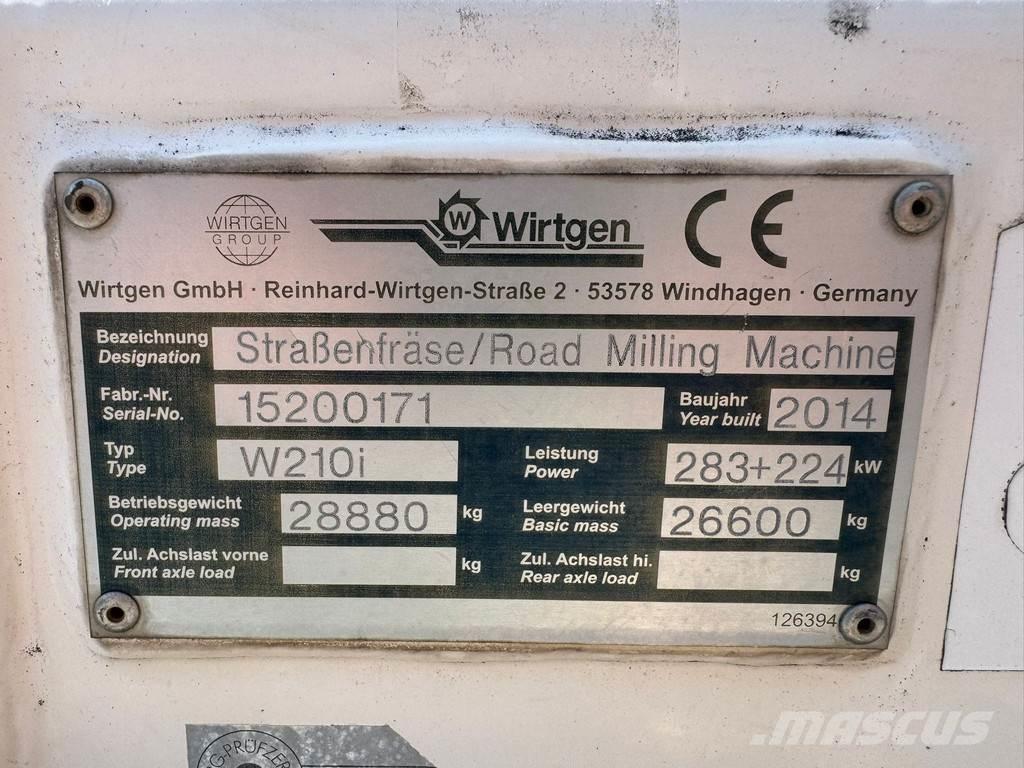 WIRTGEN
GROUP
W Wirtgen CE
Wirtgen GmbH · Reinhard-Wirtgen-Straße 2 · 53578 Windhagen · Germany
Bezeichnung
Designation
Straßenfräse/Road Milling Machine
Fabr.-Nr.
Serial-No.
15200171
Baujahr
Year built
2014
Typ
Type
W210i
Leistung
Power
283+224 kW
Betriebsgewicht
Operating mass
28880 kg
Leergewicht
Basic mass
26600 kg
Zul. Achslast vorne
Front axle load
kg
Zul. Achslast hi.
Rear axle load
kg
126394
MASCUS